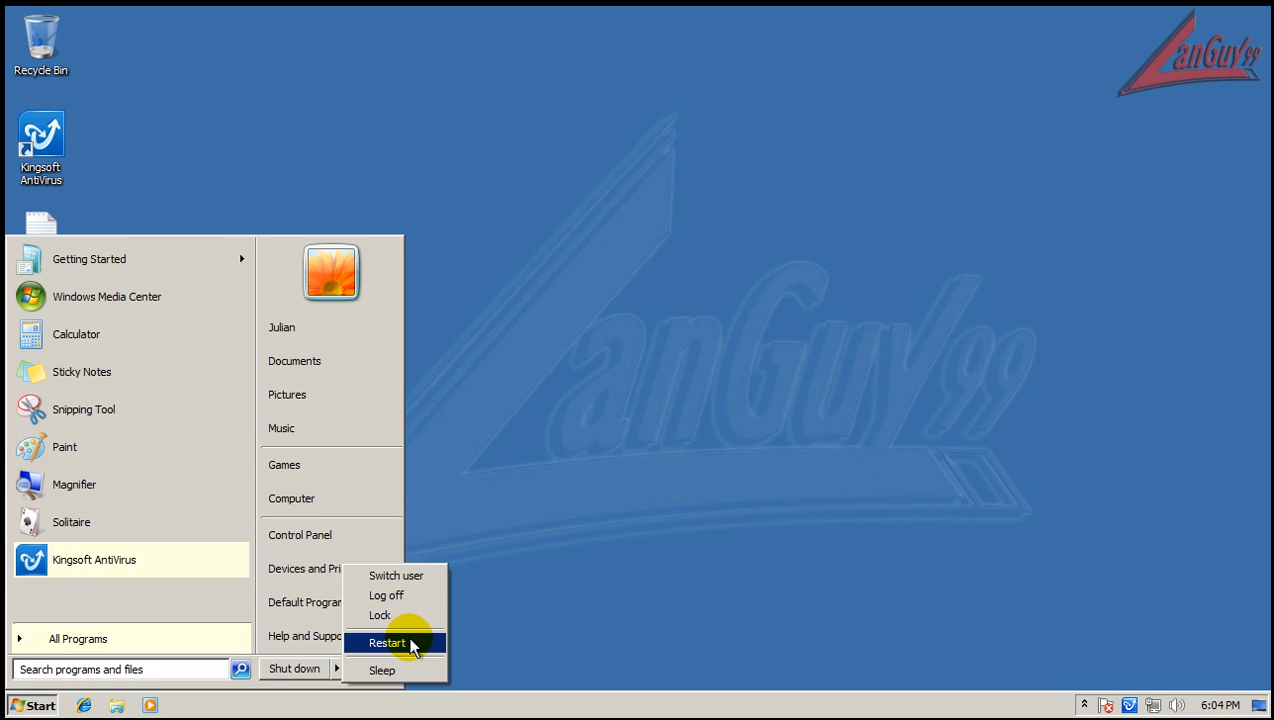 Recycle Bin
LanGuy99
Kingsoft
AntiVirus
Getting Started
Windows Media Center
Calculator
Sticky Notes
Snipping Tool
Paint
Magnifier
Solitaire
Kingsoft AntiVirus
All Programs
Search programs and files
Julian
Documents
Pictures
Music
Games
Computer
Control Panel
Devices and Pri
Default Program
Help and Suppo
Shut down
Switch user
Log off
Lock
Restart
Sleep
LanGuy99
Start
6:04 PM